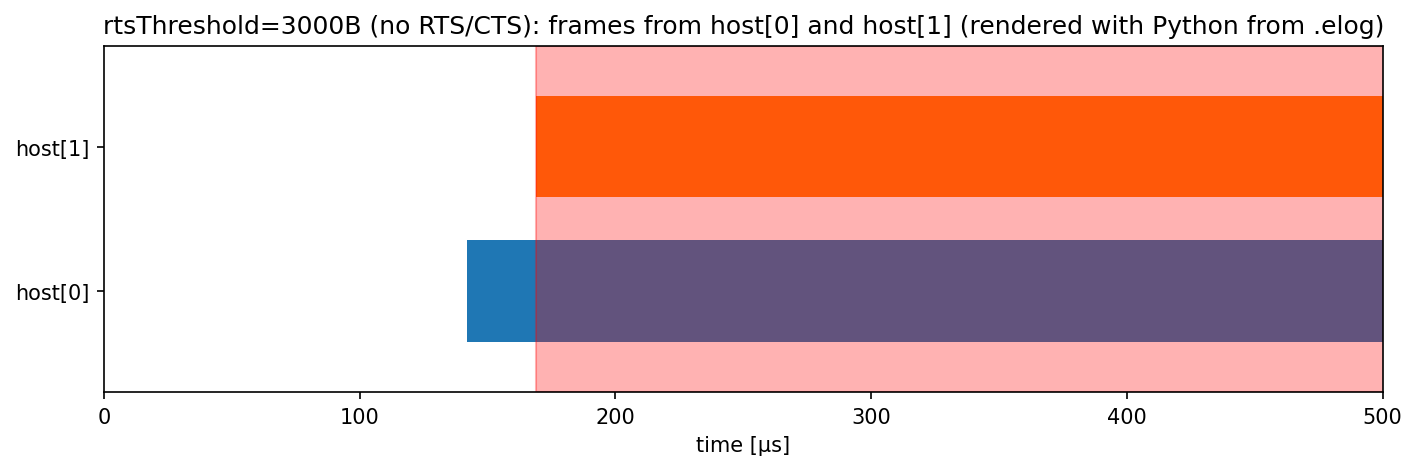 rtsThreshold=3000B (no RTS/CTS): frames from host[0] and host[1] (rendered with Python from .elog)
host[1]
host[0]
0 100 200 300 400 500
time [µs]